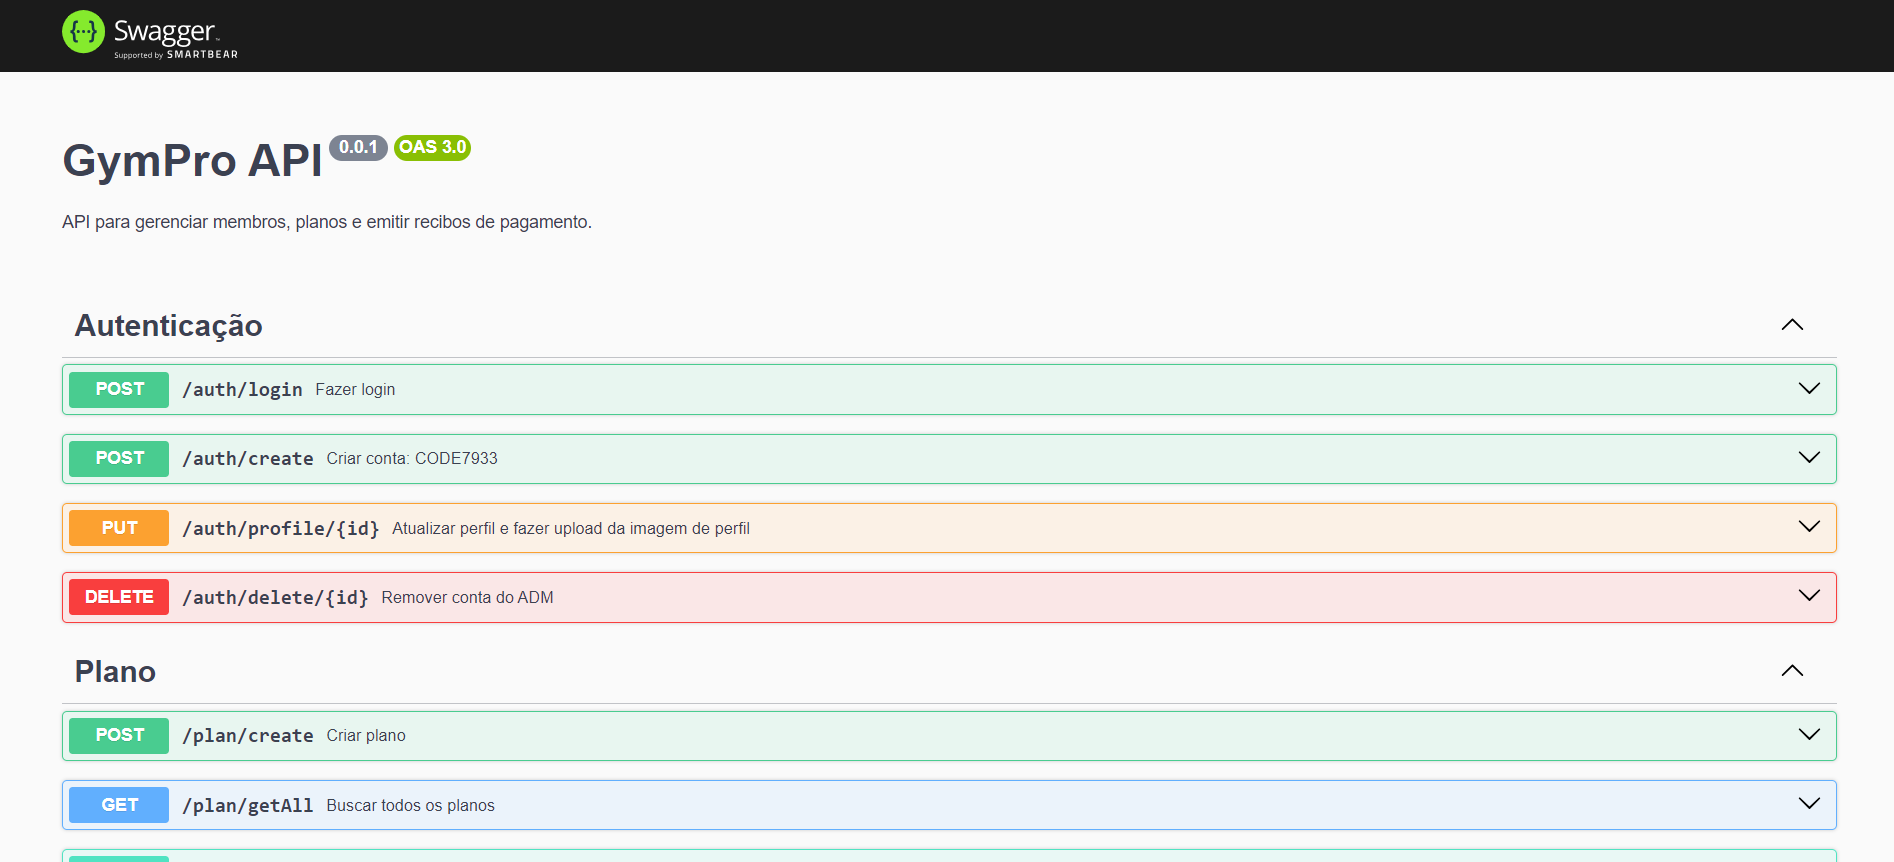 {···} Swagger
Supported by SMARTBEAR
GymPro API 0.0.1 OAS 3.0
API para gerenciar membros, planos e emitir recibos de pagamento.
Autenticação
POST /auth/login Fazer login
POST /auth/create Criar conta: CODE7933
PUT /auth/profile/{id} Atualizar perfil e fazer upload da imagem de perfil
DELETE /auth/delete/{id} Remover conta do ADM
Plano
POST /plan/create Criar plano
GET /plan/getAll Buscar todos os planos